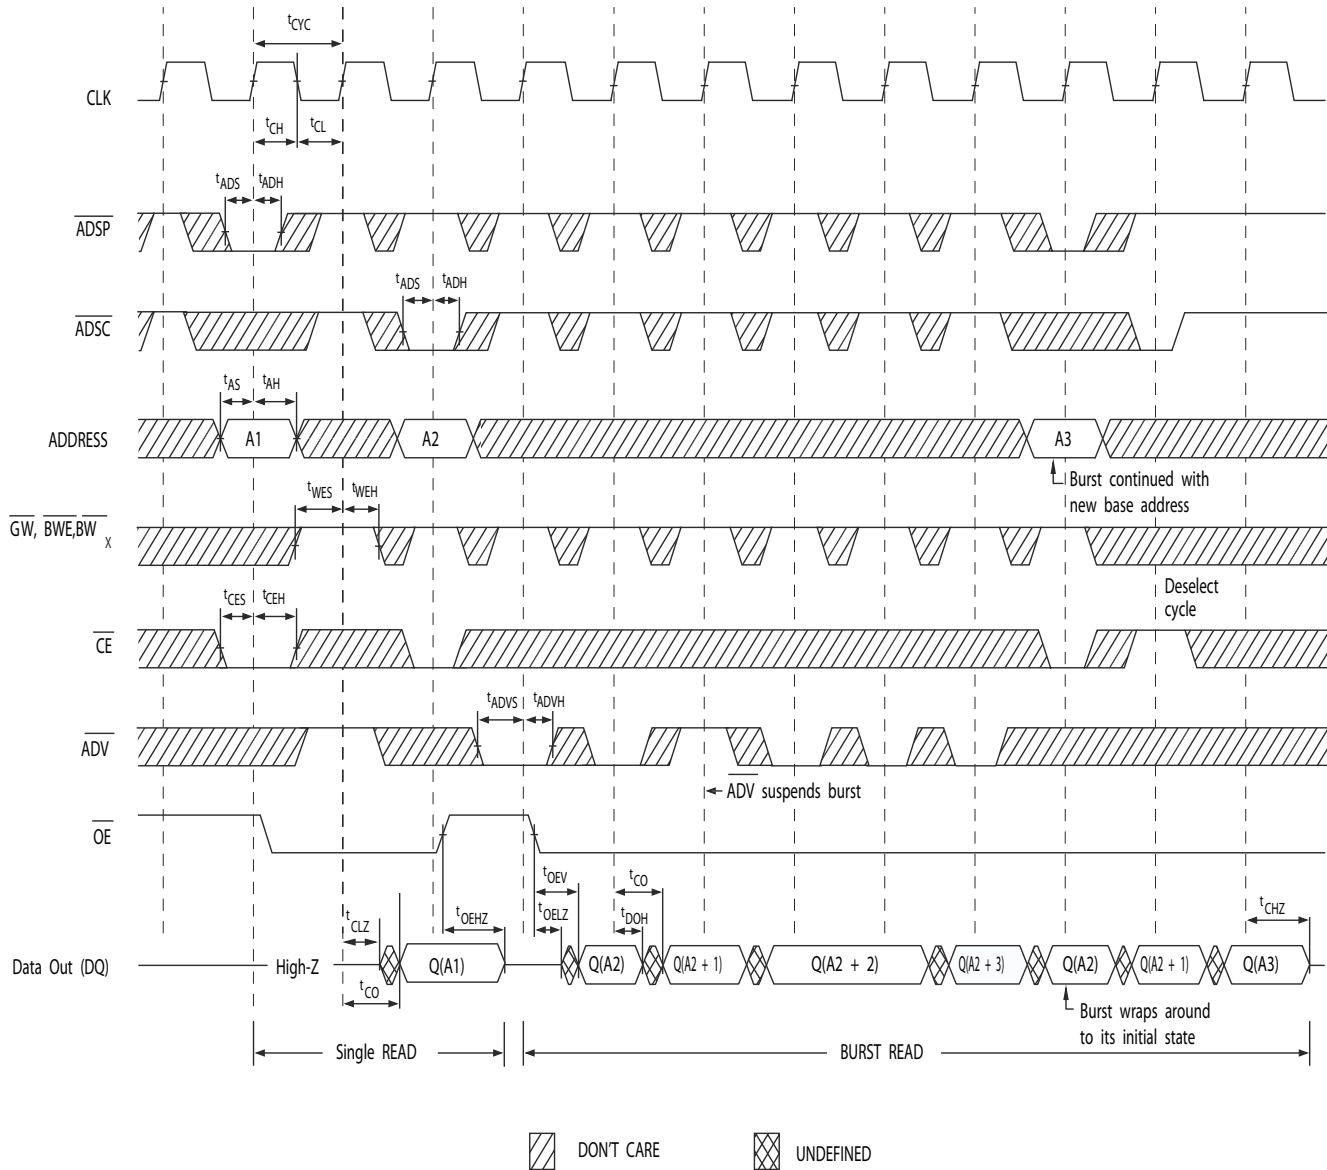 tCYC
CLK
tCH
tCL
tADS
tADH
ADSP
tADS
tADH
ADSC
tAS
tAH
ADDRESS
A1
A2
A3
Burst continued with
new base address
tWES
tWEH
GW, BWE,BW X
Deselect
cycle
tCES
tCEH
CE
tADVS
tADVH
ADV
ADV suspends burst
OE
tOEV
tCO
tCLZ
tOEHZ
tOELZ
tDOH
tCHZ
Data Out (DQ)
High-Z
Q(A1)
Q(A2)
Q(A2 + 1)
Q(A2 + 2)
Q(A2 + 3)
Q(A2)
Q(A2 + 1)
Q(A3)
tCO
Burst wraps around
to its initial state
Single READ
BURST READ
DON'T CARE
UNDEFINED